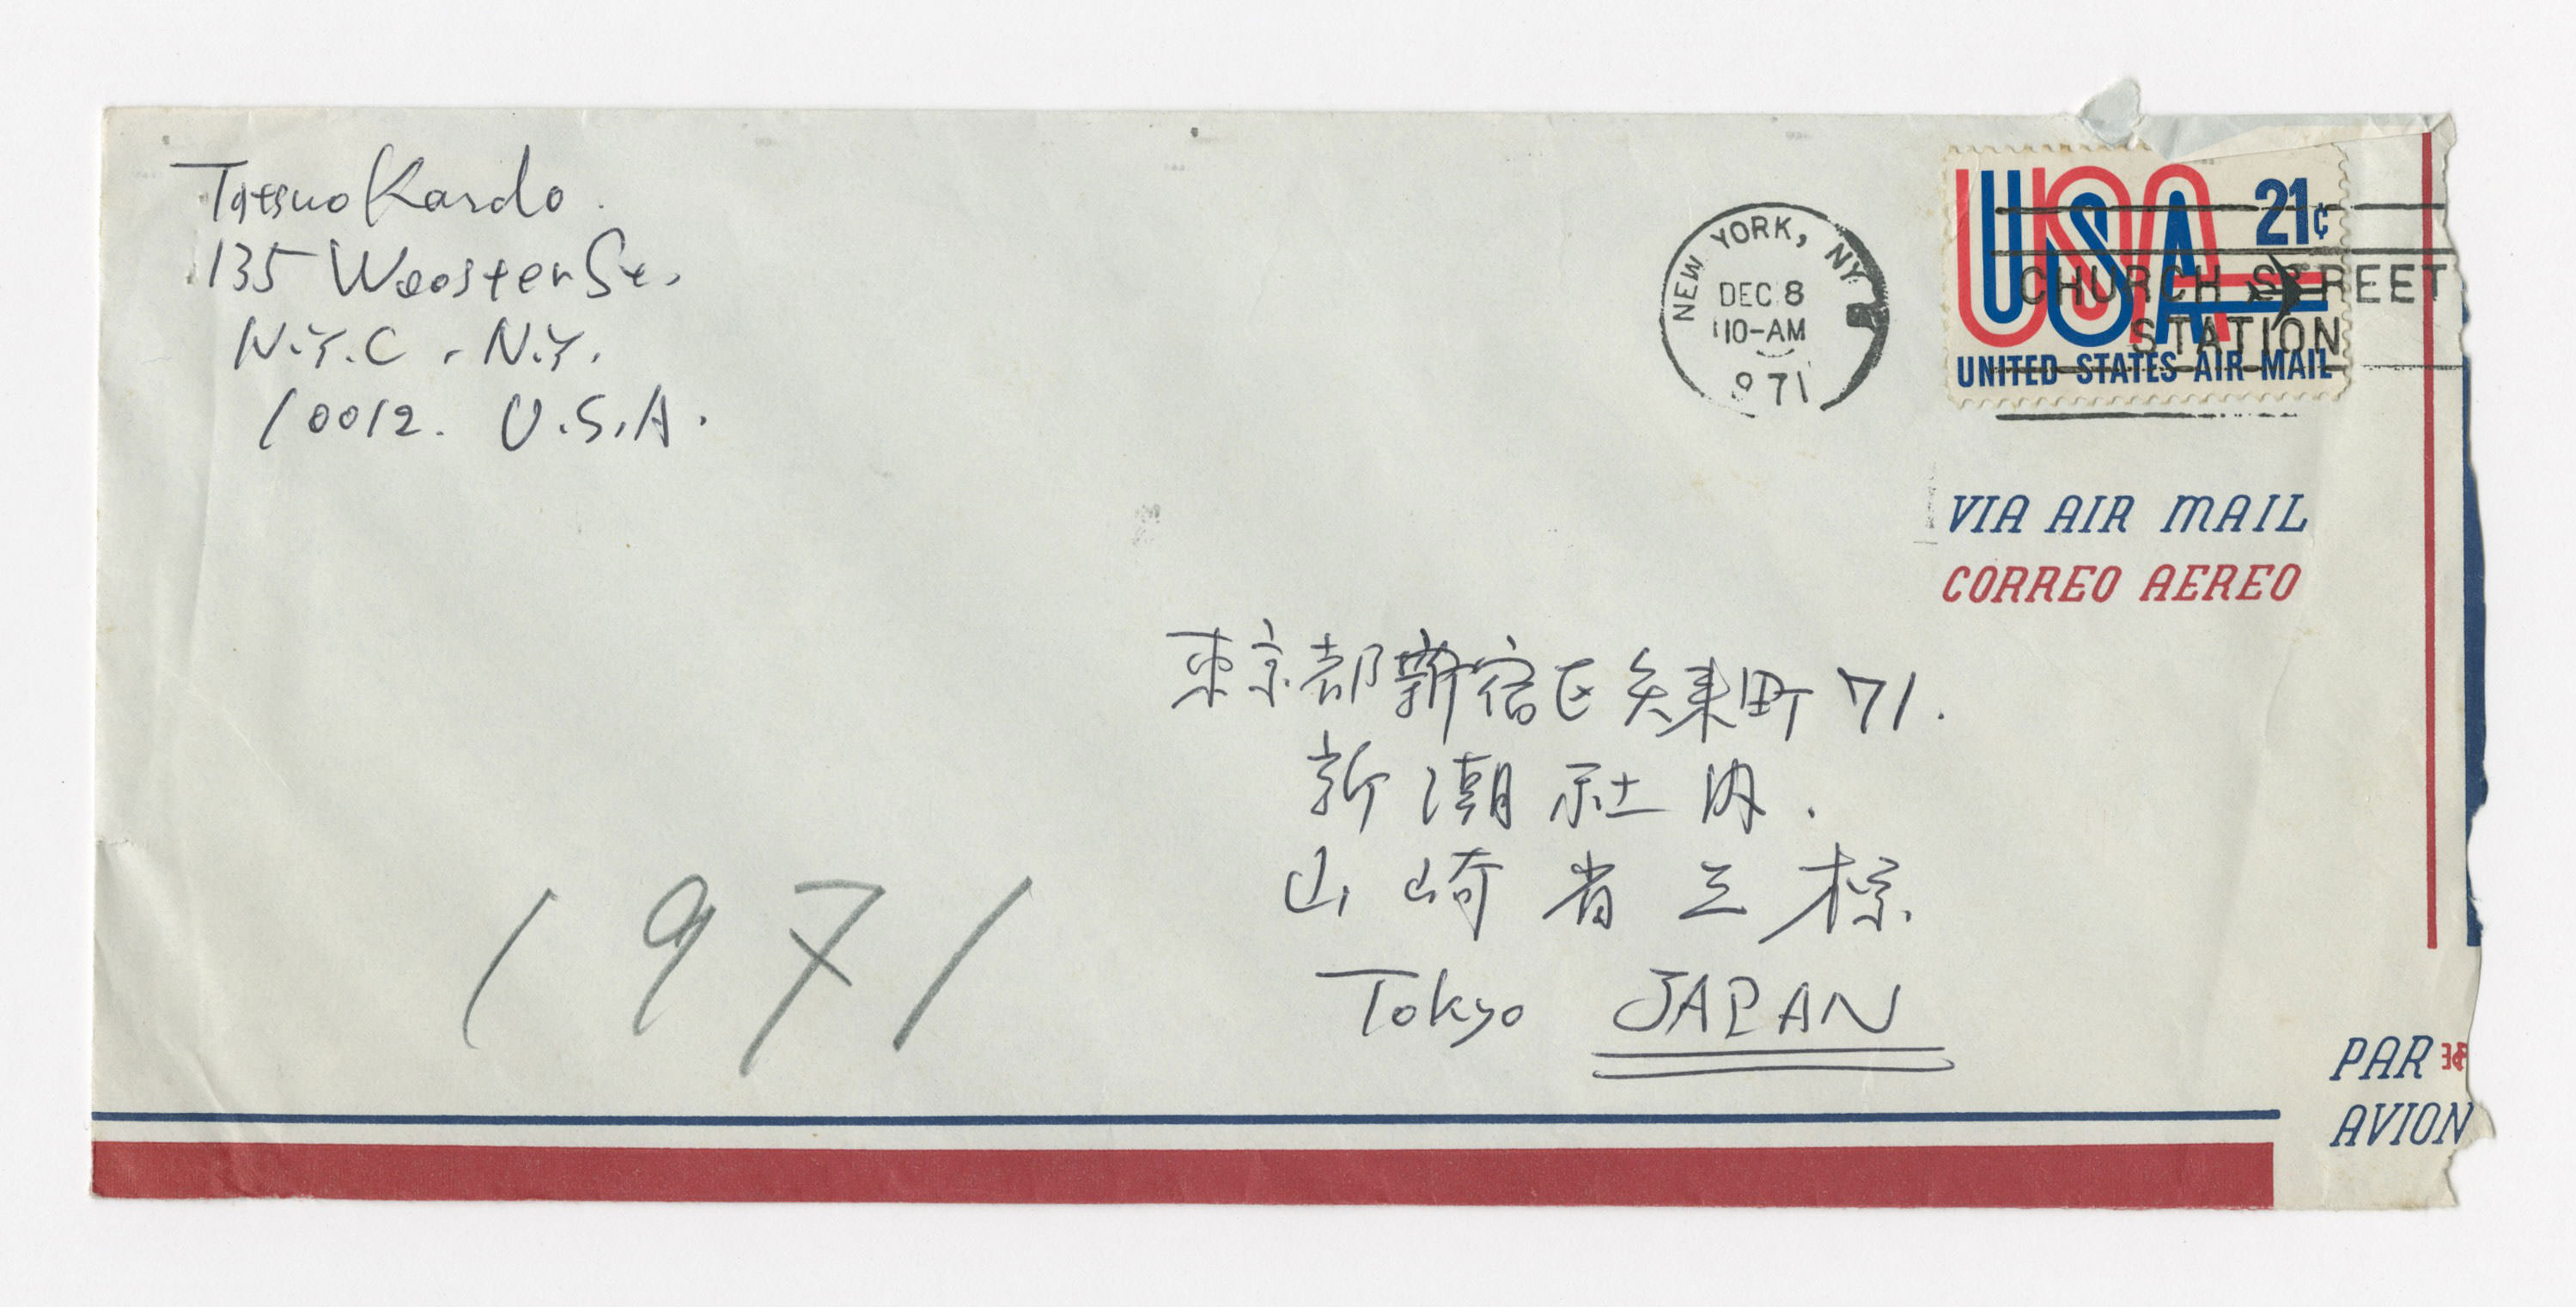 Tatsuo Kondo.
135 Wooster St.
N.Y.C. N.Y.
10012. U.S.A.
NEW YORK, NY
DEC 8
10-AM
971
USA 21¢
CHURCH STREET
STATION
UNITED STATES AIR MAIL
VIA AIR MAIL
CORREO AEREO
東京都新宿区矢来町71.
新潮社内.
山崎省三様.
Tokyo JAPAN
1971
PAR
AVION